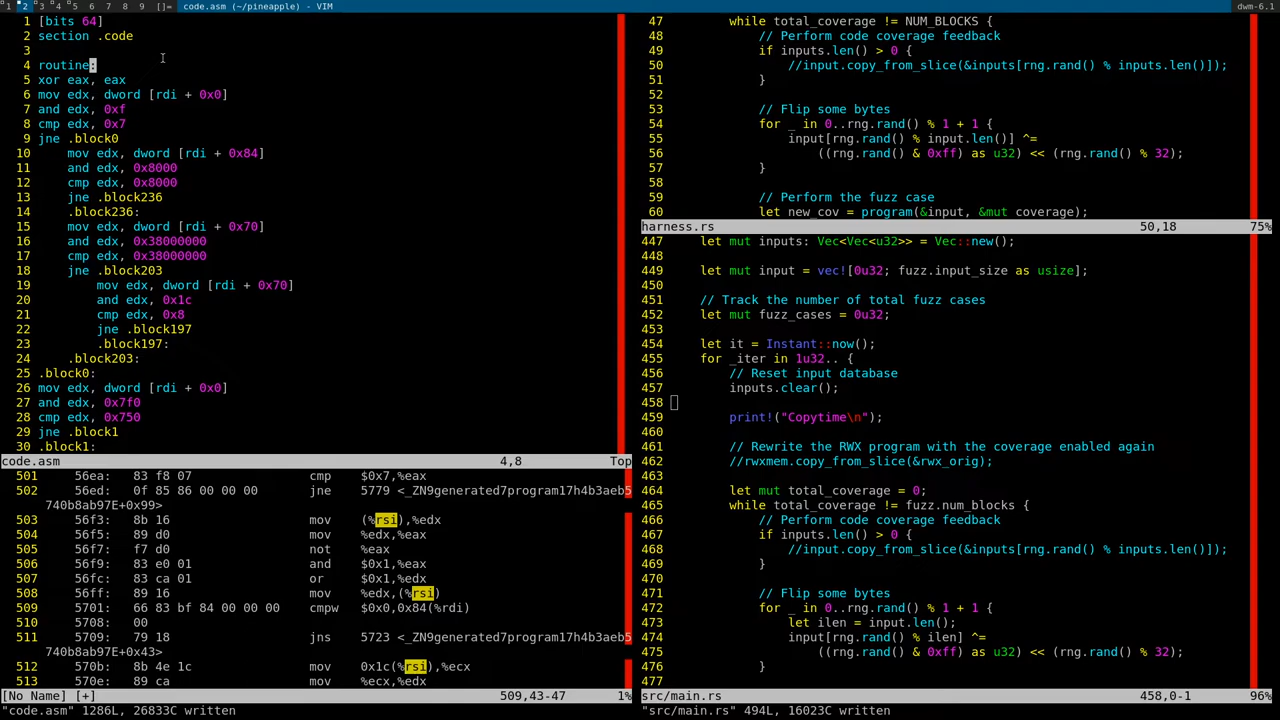 1 2 3 4 5 6 7 8 9 []= code.asm (~/pineapple) - VIM dwm-6.1
1 [bits 64]
2 section .code
3
4 routine:
5 xor eax, eax
6 mov edx, dword [rdi + 0x0]
7 and edx, 0xf
8 cmp edx, 0x7
9 jne .block0
10 mov edx, dword [rdi + 0x84]
11 and edx, 0x8000
12 cmp edx, 0x8000
13 jne .block236
14 .block236:
15 mov edx, dword [rdi + 0x70]
16 and edx, 0x38000000
17 cmp edx, 0x38000000
18 jne .block203
19 mov edx, dword [rdi + 0x70]
20 and edx, 0x1c
21 cmp edx, 0x8
22 jne .block197
23 .block197:
24 .block203:
25 .block0:
26 mov edx, dword [rdi + 0x0]
27 and edx, 0x7f0
28 cmp edx, 0x750
29 jne .block1
30 .block1:
code.asm 4,8 Top
501 56ea: 83 f8 07 cmp $0x7,%eax
502 56ed: 0f 85 86 00 00 00 jne 5779 <_ZN9generated7program17h4b3aeb5
740b8ab97E+0x99>
503 56f3: 8b 16 mov (%rsi),%edx
504 56f5: 89 d0 mov %edx,%eax
505 56f7: f7 d0 not %eax
506 56f9: 83 e0 01 and $0x1,%eax
507 56fc: 83 ca 01 or $0x1,%edx
508 56ff: 89 16 mov %edx,(%rsi)
509 5701: 66 83 bf 84 00 00 00 cmpw $0x0,0x84(%rdi)
510 5708: 00
511 5709: 79 18 jns 5723 <_ZN9generated7program17h4b3aeb5
740b8ab97E+0x43>
512 570b: 8b 4e 1c mov 0x1c(%rsi),%ecx
513 570e: 89 ca mov %ecx,%edx
[No Name] [+] 509,43-47 1%
"code.asm" 1286L, 26833C written
47 while total_coverage != NUM_BLOCKS {
48 // Perform code coverage feedback
49 if inputs.len() > 0 {
50 //input.copy_from_slice(&inputs[rng.rand() % inputs.len()]);
51 }
52
53 // Flip some bytes
54 for _ in 0..rng.rand() % 1 + 1 {
55 input[rng.rand() % input.len()] ^=
56 ((rng.rand() & 0xff) as u32) << (rng.rand() % 32);
57 }
58
59 // Perform the fuzz case
60 let new_cov = program(&input, &mut coverage);
harness.rs 50,18 75%
447 let mut inputs: Vec<Vec<u32>> = Vec::new();
448
449 let mut input = vec![0u32; fuzz.input_size as usize];
450
451 // Track the number of total fuzz cases
452 let mut fuzz_cases = 0u32;
453
454 let it = Instant::now();
455 for _iter in 1u32.. {
456 // Reset input database
457 inputs.clear();
458
459 print!("Copytime\n");
460
461 // Rewrite the RWX program with the coverage enabled again
462 //rwxmem.copy_from_slice(&rwx_orig);
463
464 let mut total_coverage = 0;
465 while total_coverage != fuzz.num_blocks {
466 // Perform code coverage feedback
467 if inputs.len() > 0 {
468 //input.copy_from_slice(&inputs[rng.rand() % inputs.len()]);
469 }
470
471 // Flip some bytes
472 for _ in 0..rng.rand() % 1 + 1 {
473 let ilen = input.len();
474 input[rng.rand() % ilen] ^=
475 ((rng.rand() & 0xff) as u32) << (rng.rand() % 32);
476 }
477
src/main.rs 458,0-1 96%
"src/main.rs" 494L, 16023C written